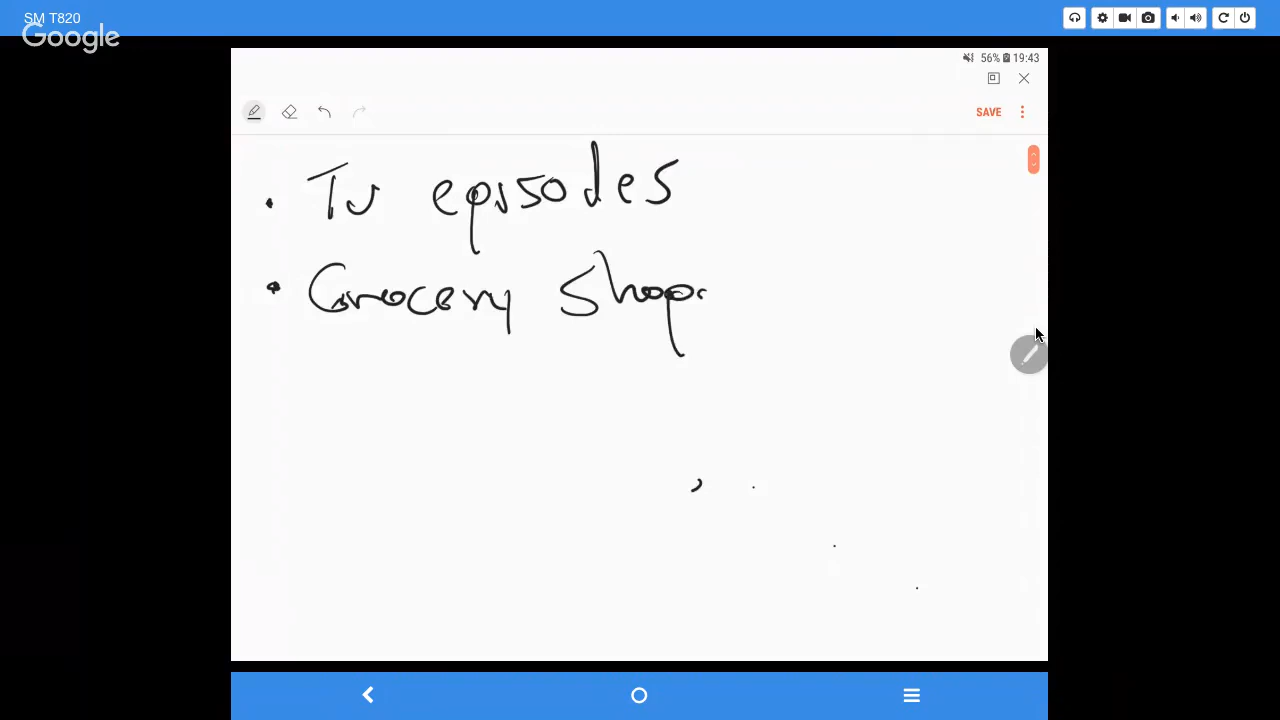 SM T820
Google
56% 19:43
SAVE
• Tv episodes
• Grocery shop